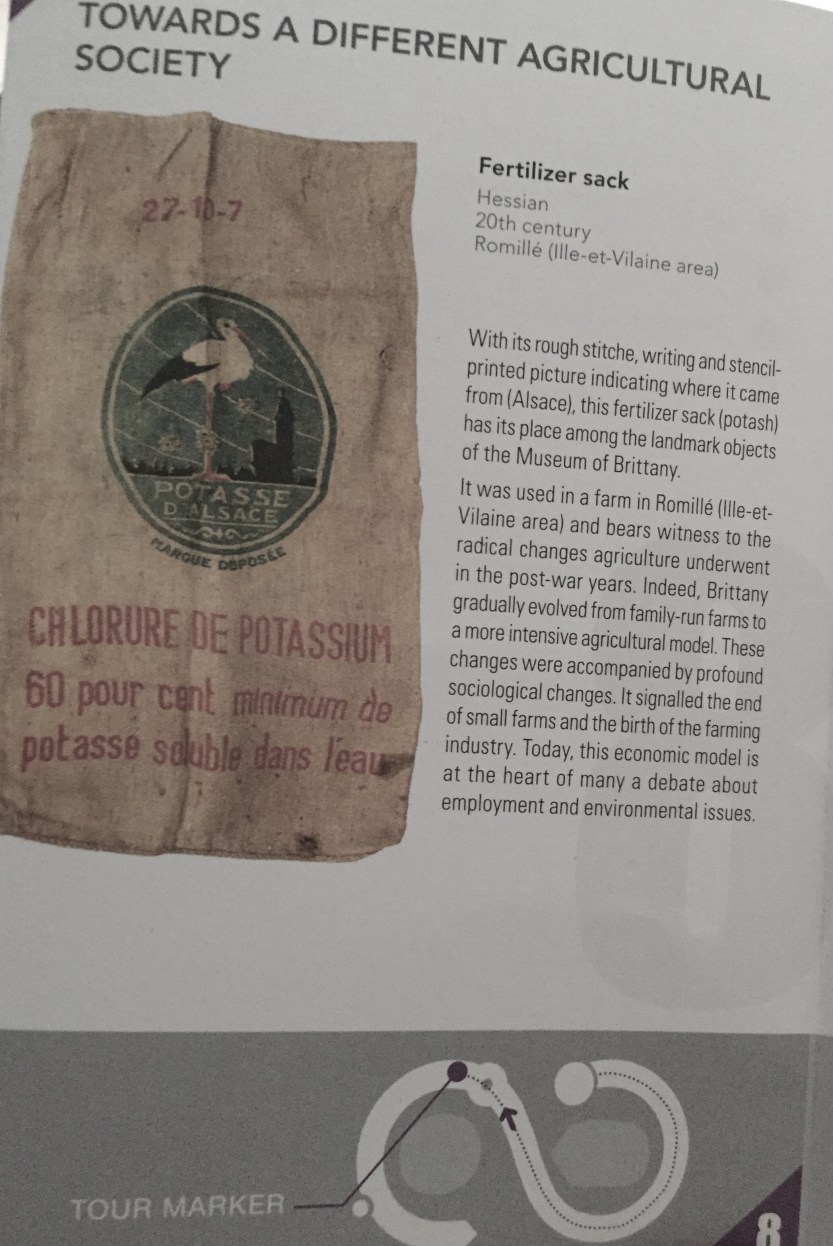 TOWARDS A DIFFERENT AGRICULTURAL
SOCIETY
27-10-7
POTASSE
D'ALSACE
MARQUE DÉPOSÉE
CHLORURE DE POTASSIUM
60 pour cent minimum de
potasse soluble dans l'eau
Fertilizer sack
Hessian
20th century
Romillé (Ille-et-Vilaine area)
With its rough stitche, writing and stencil-
printed picture indicating where it came
from (Alsace), this fertilizer sack (potash)
has its place among the landmark objects
of the Museum of Brittany.
It was used in a farm in Romillé (Ille-et-
Vilaine area) and bears witness to the
radical changes agriculture underwent
in the post-war years. Indeed, Brittany
gradually evolved from family-run farms to
a more intensive agricultural model. These
changes were accompanied by profound
sociological changes. It signalled the end
of small farms and the birth of the farming
industry. Today, this economic model is
at the heart of many a debate about
employment and environmental issues.
TOUR MARKER
8